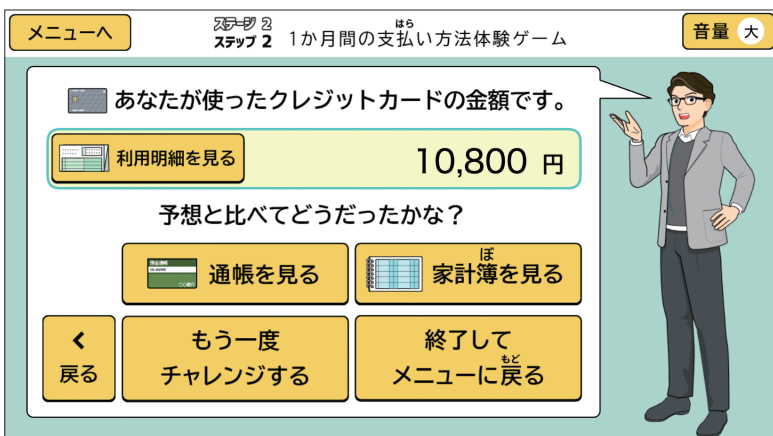 メニューへ
ステージ 2
ステップ 2 1か月間の支払い方法体験ゲーム
はら
音量 大
あなたが使ったクレジットカードの金額です。
利用明細を見る
10,800 円
予想と比べてどうだったかな？
通帳を見る
家計簿を見る
ぼ
く
戻る
もう一度
チャレンジする
終了して
メニューに戻る
もど